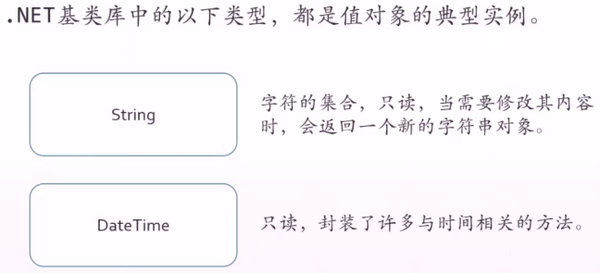 .NET基类库中的以下类型，都是值对象的典型实例。
String
字符的集合，只读，当需要修改其内容
时，会返回一个新的字符串对象。
DateTime
只读，封装了许多与时间相关的方法。